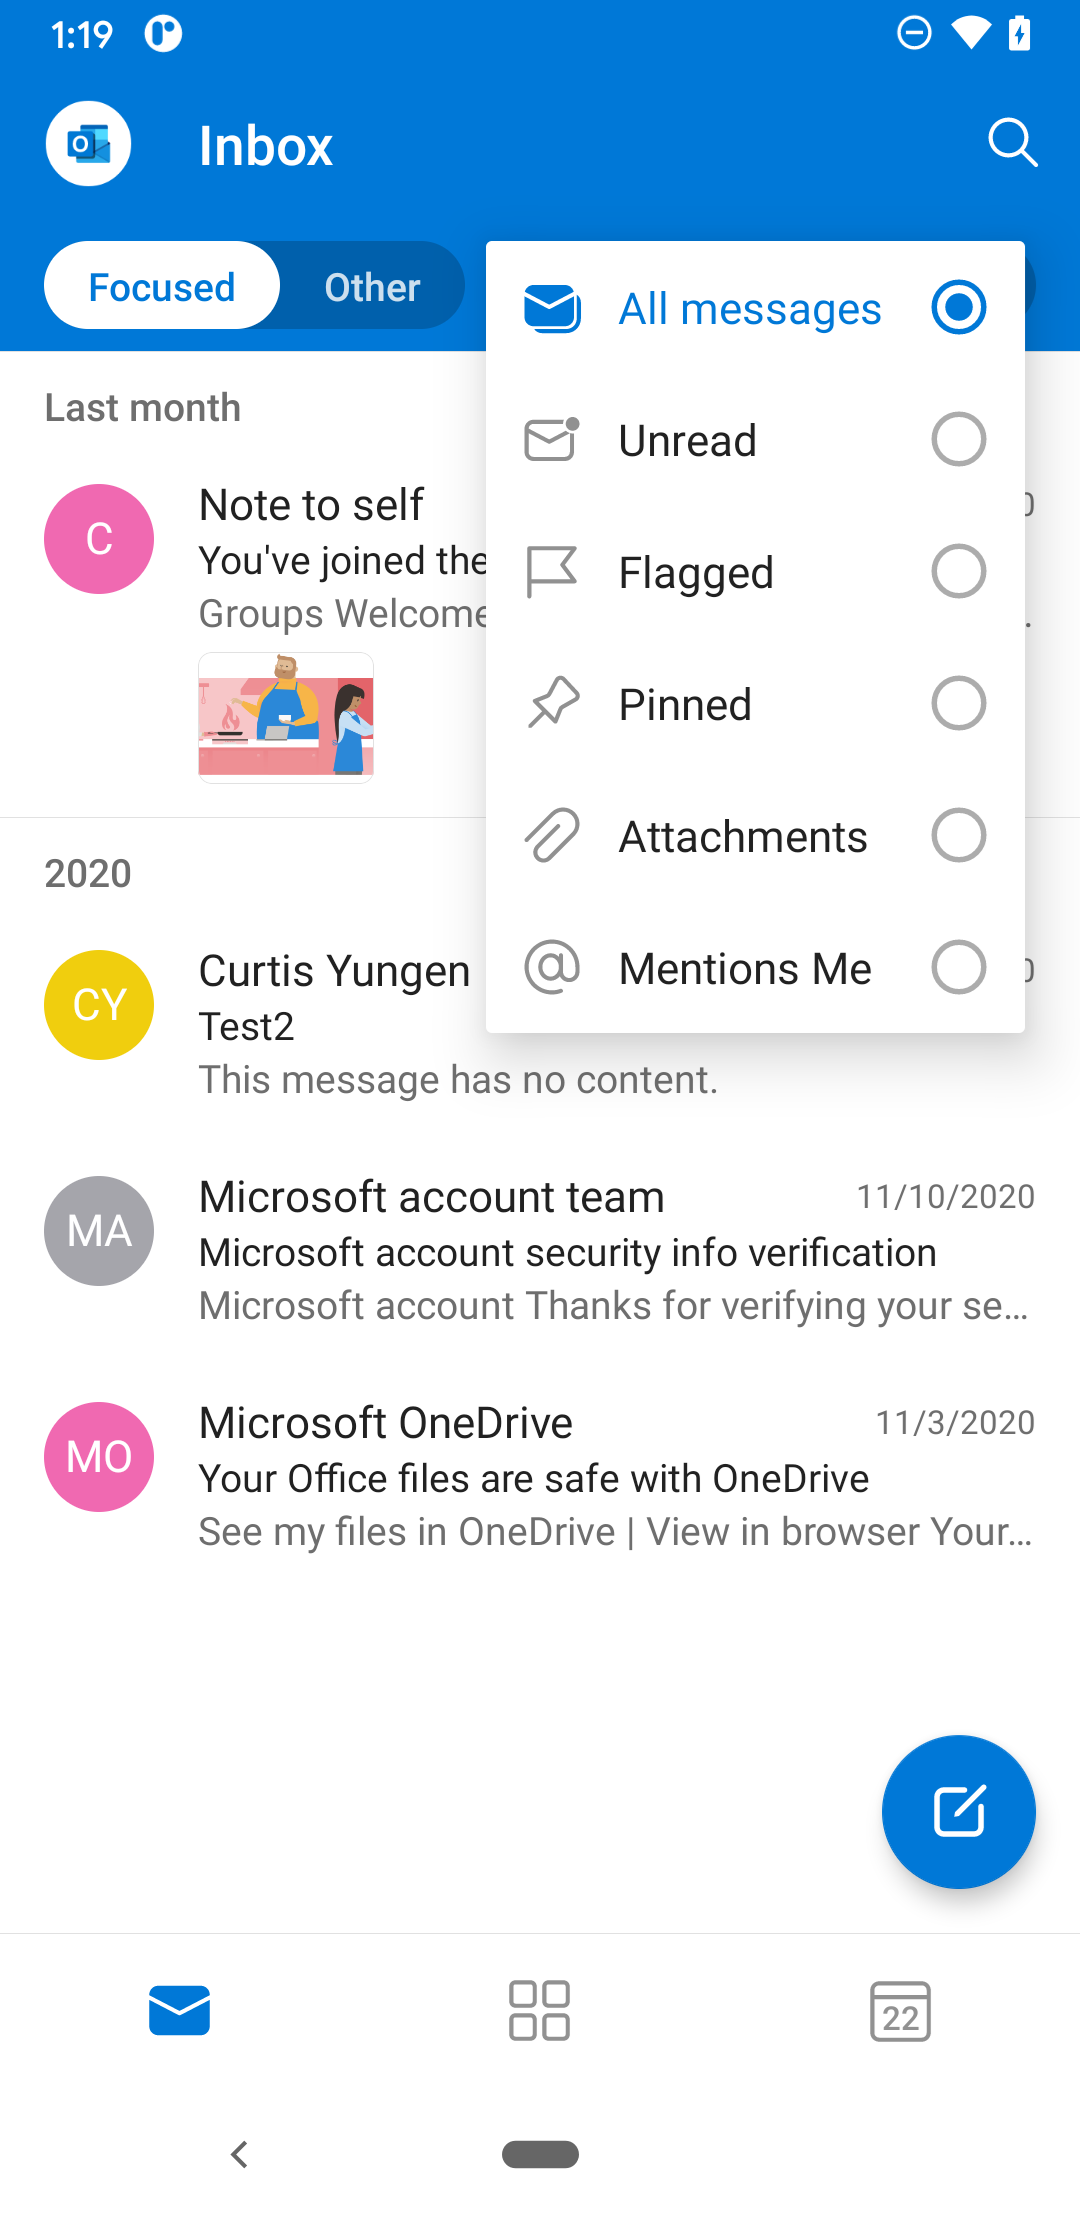 1:19
Inbox
Focused
Other
All messages
Unread
Flagged
Pinned
Attachments
Mentions Me
Last month
C
Note to self
You've joined the
Groups Welcome
2020
CY
Curtis Yungen
Test2
This message has no content.
MA
Microsoft account team
11/10/2020
Microsoft account security info verification
Microsoft account Thanks for verifying your se...
MO
Microsoft OneDrive
11/3/2020
Your Office files are safe with OneDrive
See my files in OneDrive | View in browser Your...
22